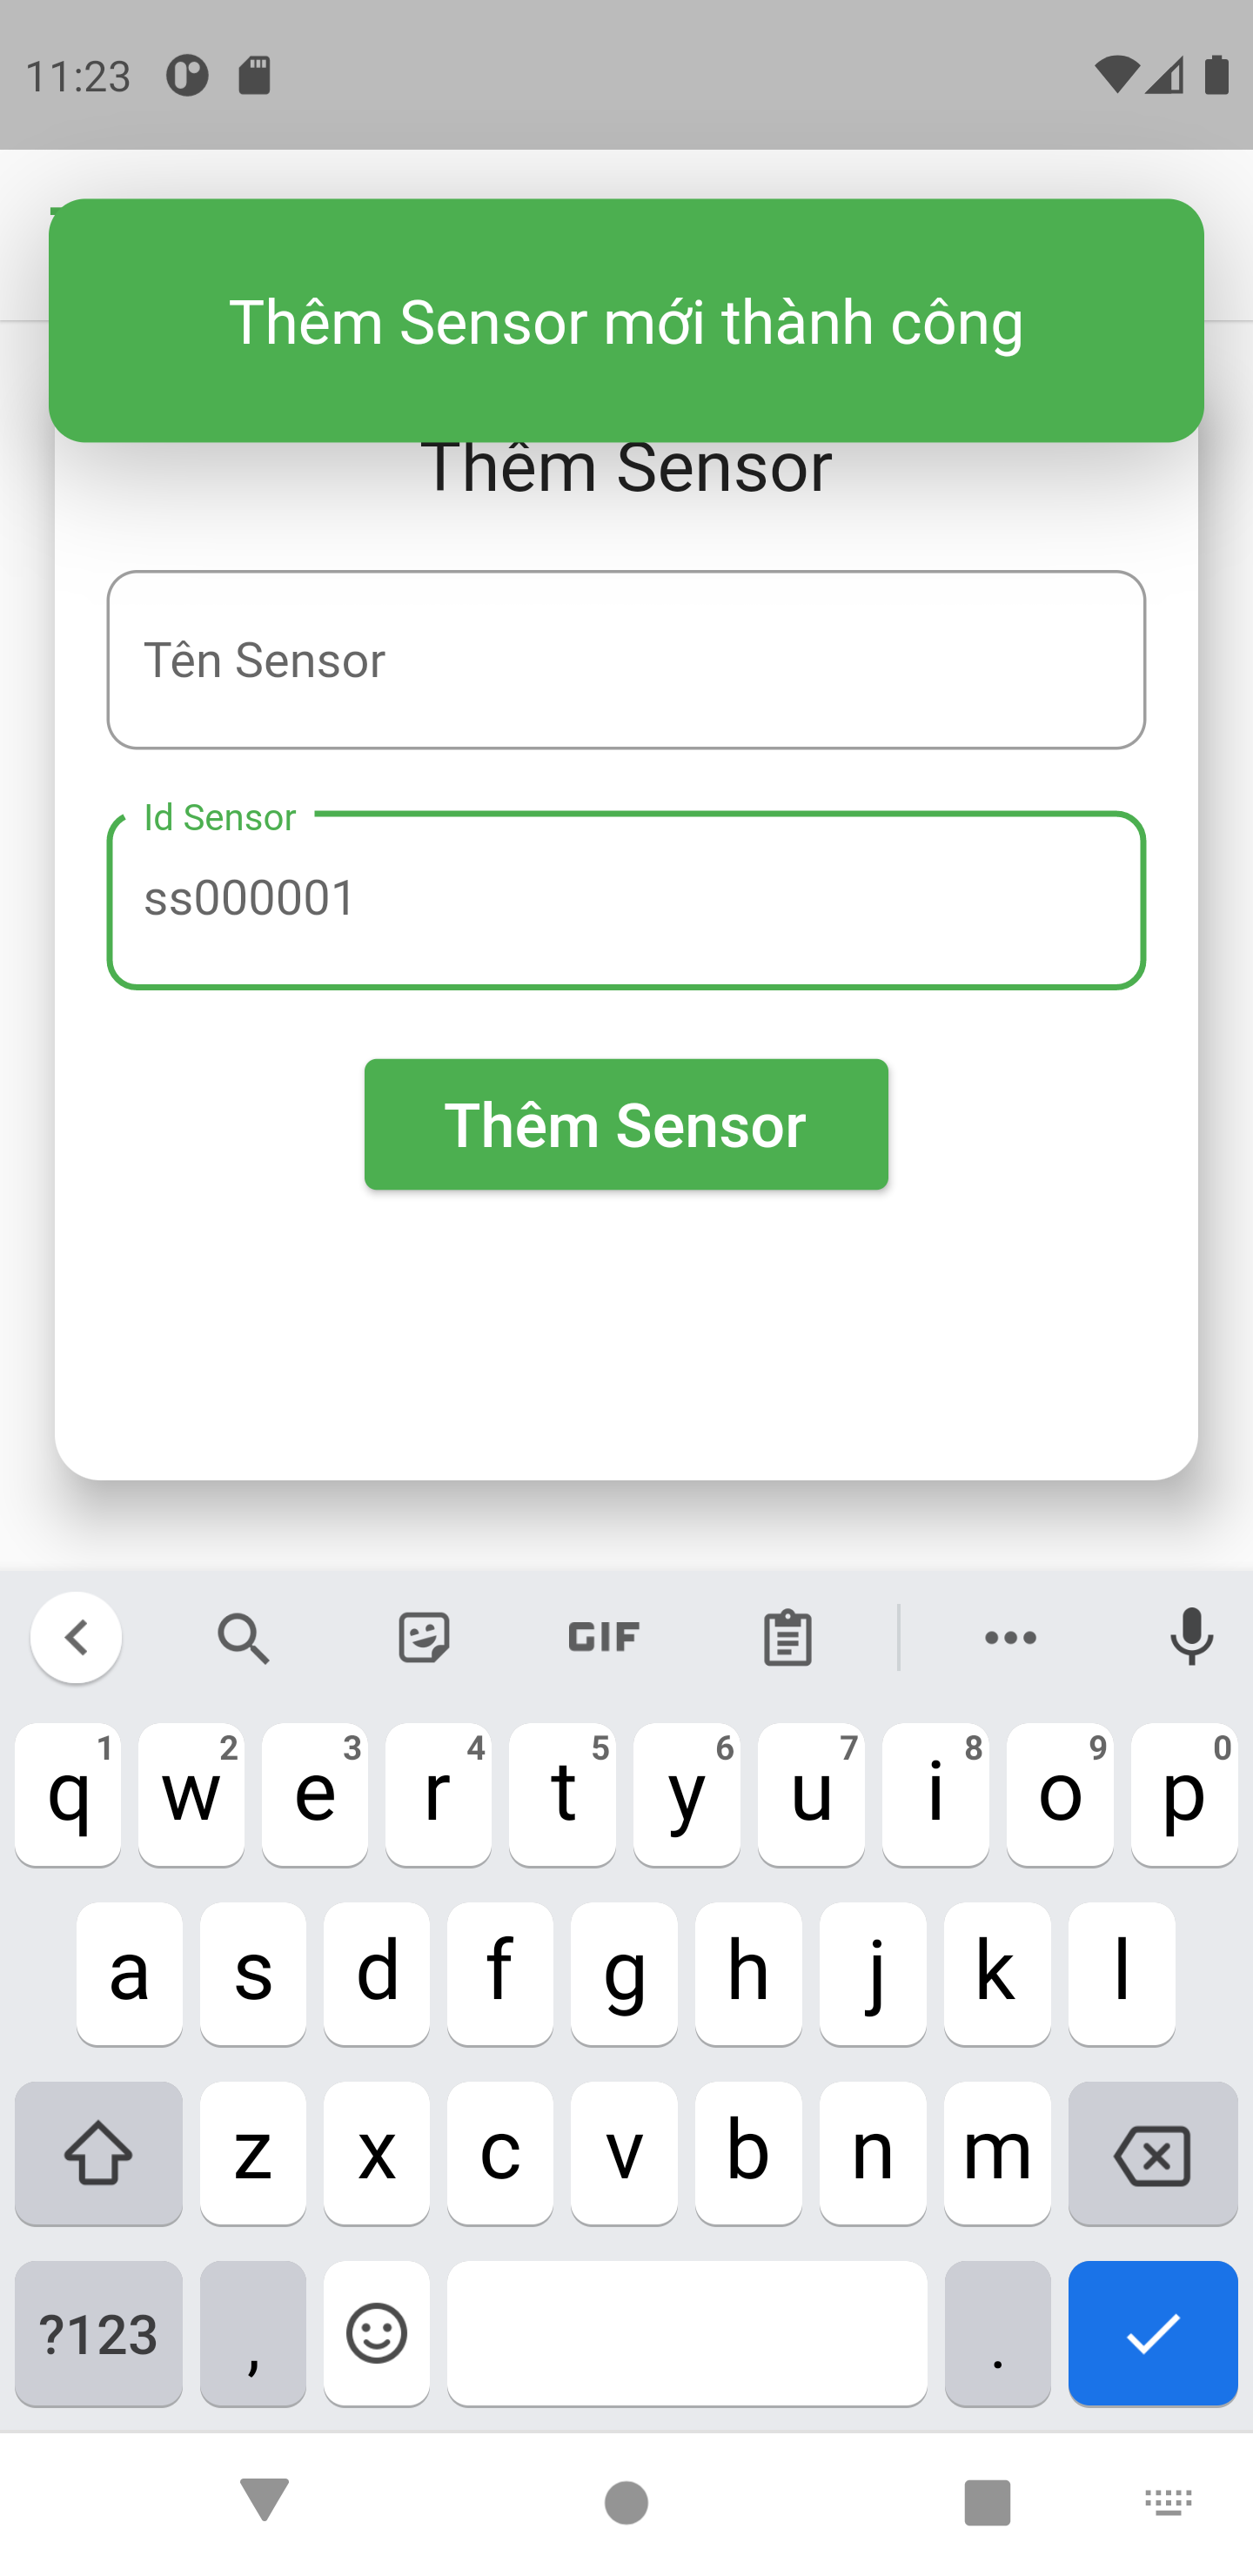 11:23
Thêm Sensor mới thành công
Thêm Sensor
Tên Sensor
Id Sensor
ss000001
Thêm Sensor
GIF
1 2 3 4 5 6 7 8 9 0
q w e r t y u i o p
a s d f g h j k l
z x c v b n m
?123 , .